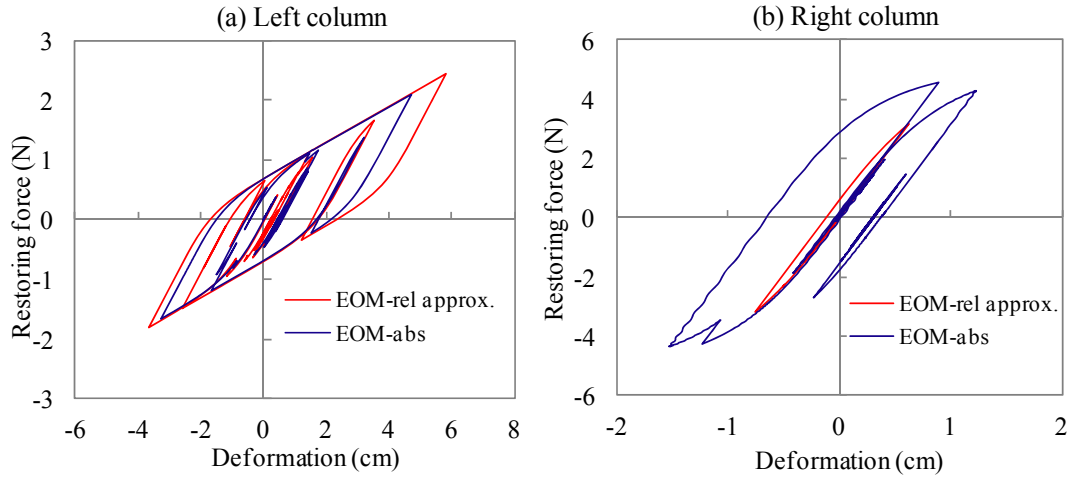 (a) Left column
Restoring force (N)
3
2
1
0
-1
-2
-3
-6
-4
-2
0
2
4
6
8
Deformation (cm)
EOM-rel approx.
EOM-abs
(b) Right column
Restoring force (N)
6
4
2
0
-2
-4
-6
-2
-1
0
1
2
Deformation (cm)
EOM-rel approx.
EOM-abs